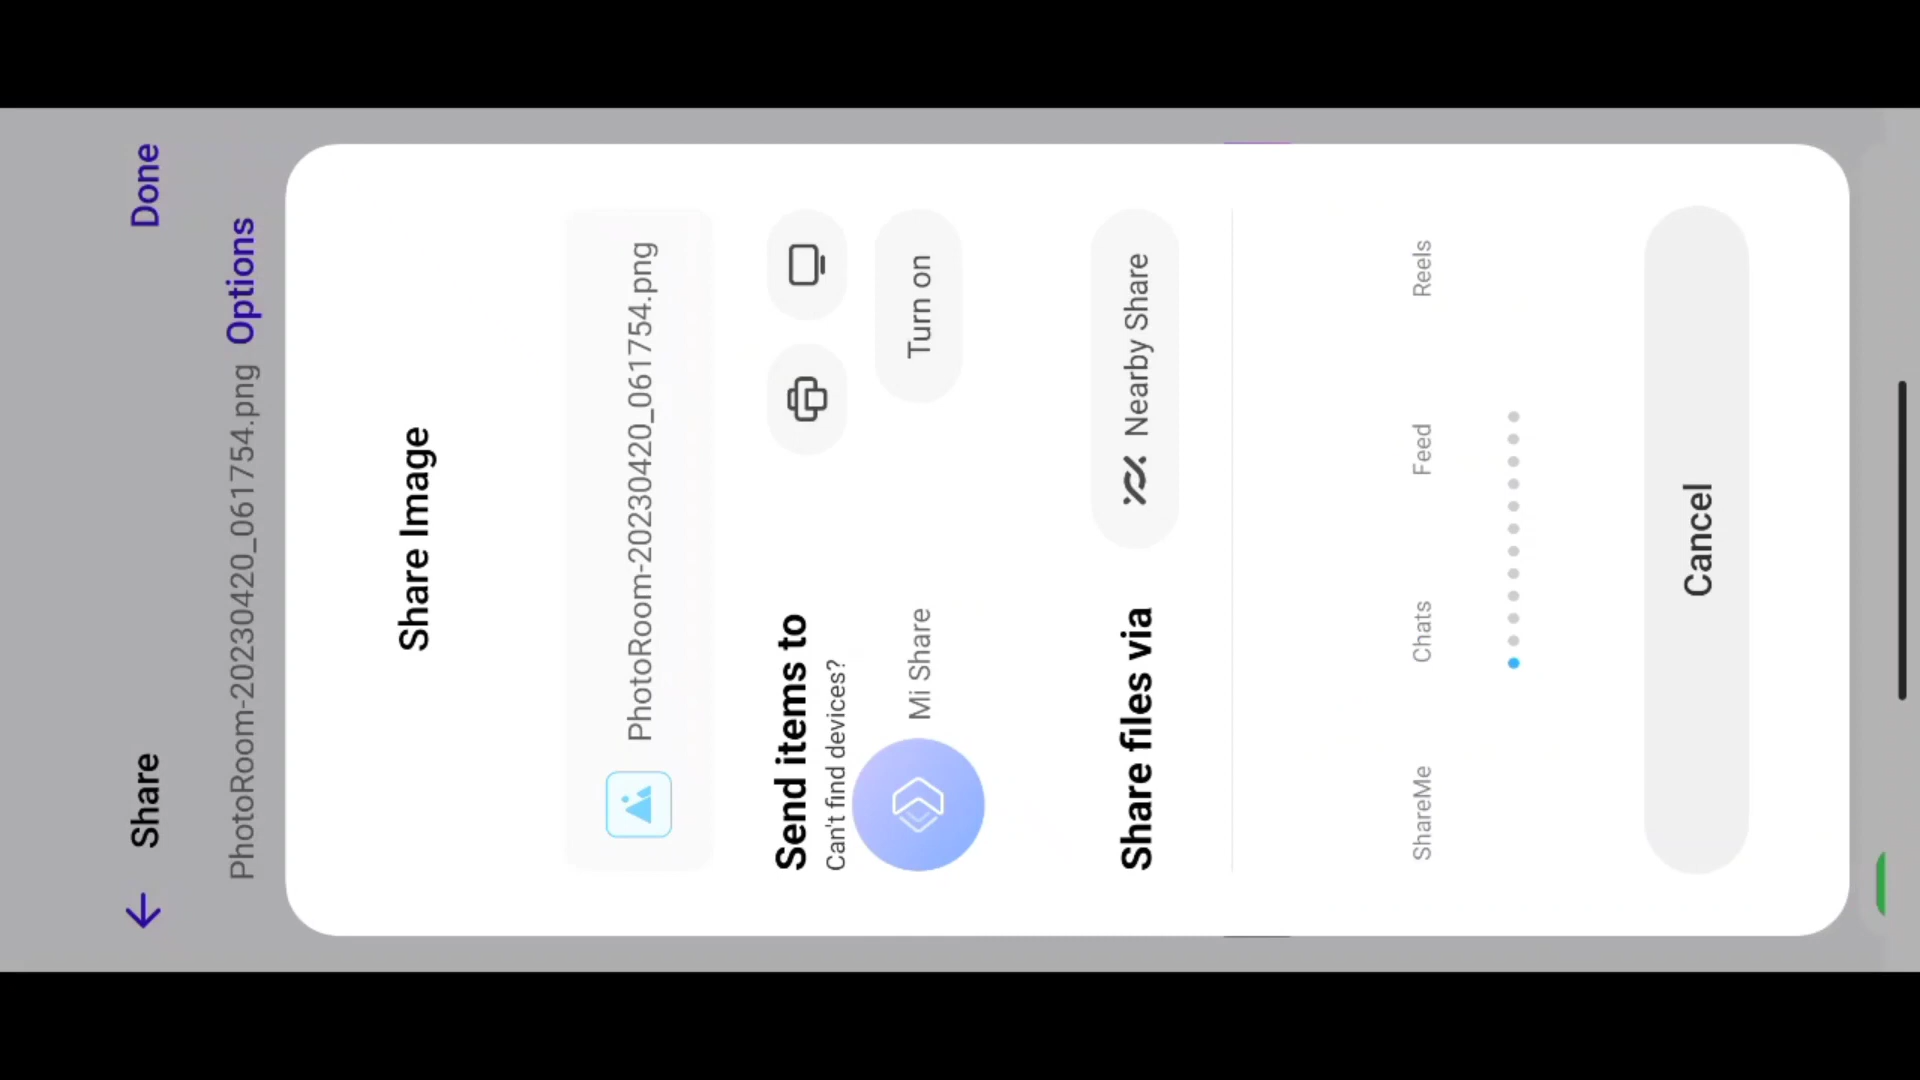 Share
Done
PhotoRoom-20230420_061754.png Options
Share Image
PhotoRoom-20230420_061754.png
Send items to
Can't find devices?
Mi Share
Turn on
Share files via
Nearby Share
ShareMe
Chats
Feed
Reels
Cancel